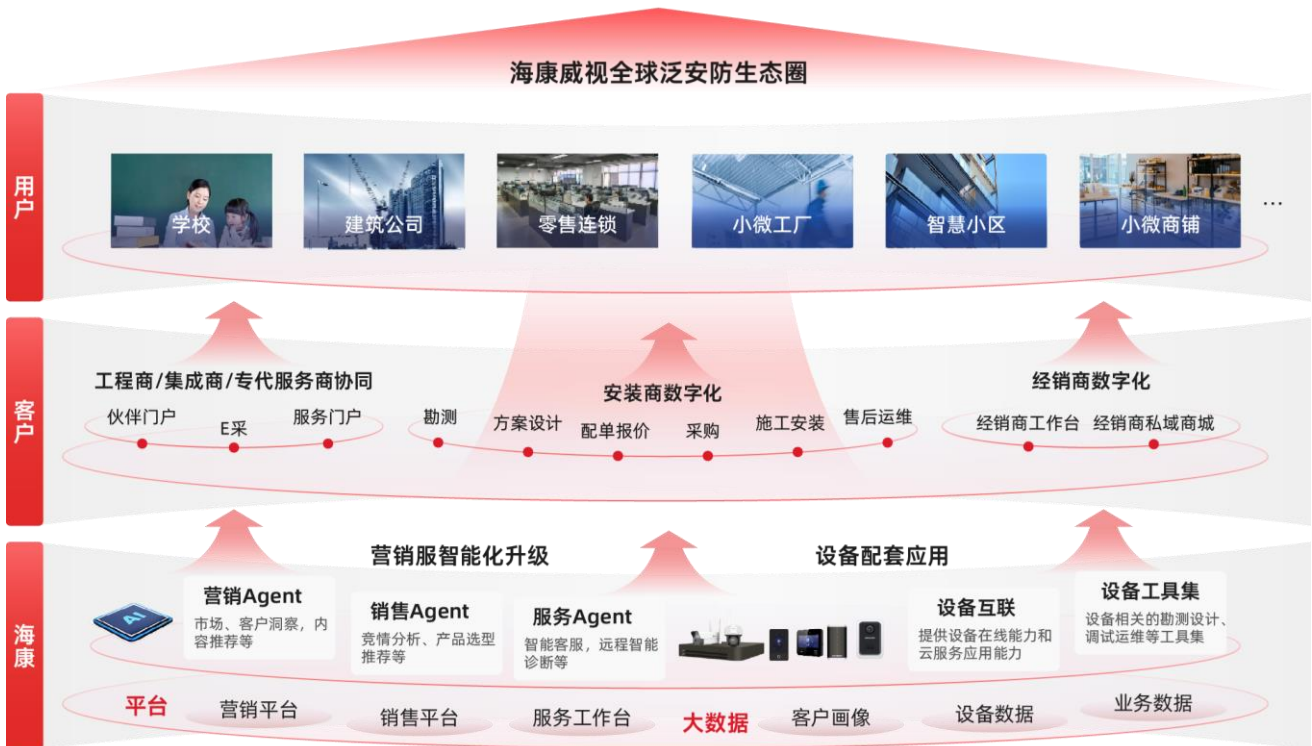 海康威视全球泛安防生态圈
用户
学校
建筑公司
零售连锁
小微工厂
智慧小区
小微商铺
...
客户
工程商/集成商/专代服务商协同
伙伴门户
E采
服务门户
安装商数字化
勘测
方案设计
配单报价
采购
施工安装
售后运维
经销商数字化
经销商工作台
经销商私域商城
海康
营销服智能化升级
设备配套应用
AI
营销Agent
市场、客户洞察，内
容推荐等
销售Agent
竞情分析、产品选型
推荐等
服务Agent
智能客服，远程智能
诊断等
设备互联
提供设备在线能力和
云服务应用能力
设备工具集
设备相关的勘测设计、
调试运维等工具集
平台
营销平台
销售平台
服务工作台
大数据
客户画像
设备数据
业务数据